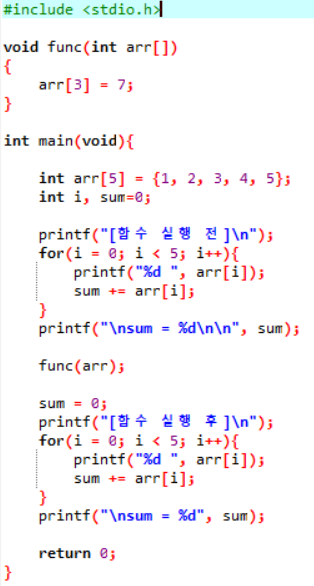 #include <stdio.h>
void func(int arr[])
{
arr[3] = 7;
}
int main(void){
int arr[5] = {1, 2, 3, 4, 5};
int i, sum=0;
printf("[함수 실행 전]\n");
for(i = 0; i < 5; i++){
printf("%d ", arr[i]);
sum += arr[i];
}
printf("\nsum = %d\n\n", sum);
func(arr);
sum = 0;
printf("[함수 실행 후]\n");
for(i = 0; i < 5; i++){
printf("%d ", arr[i]);
sum += arr[i];
}
printf("\nsum = %d", sum);
return 0;
}